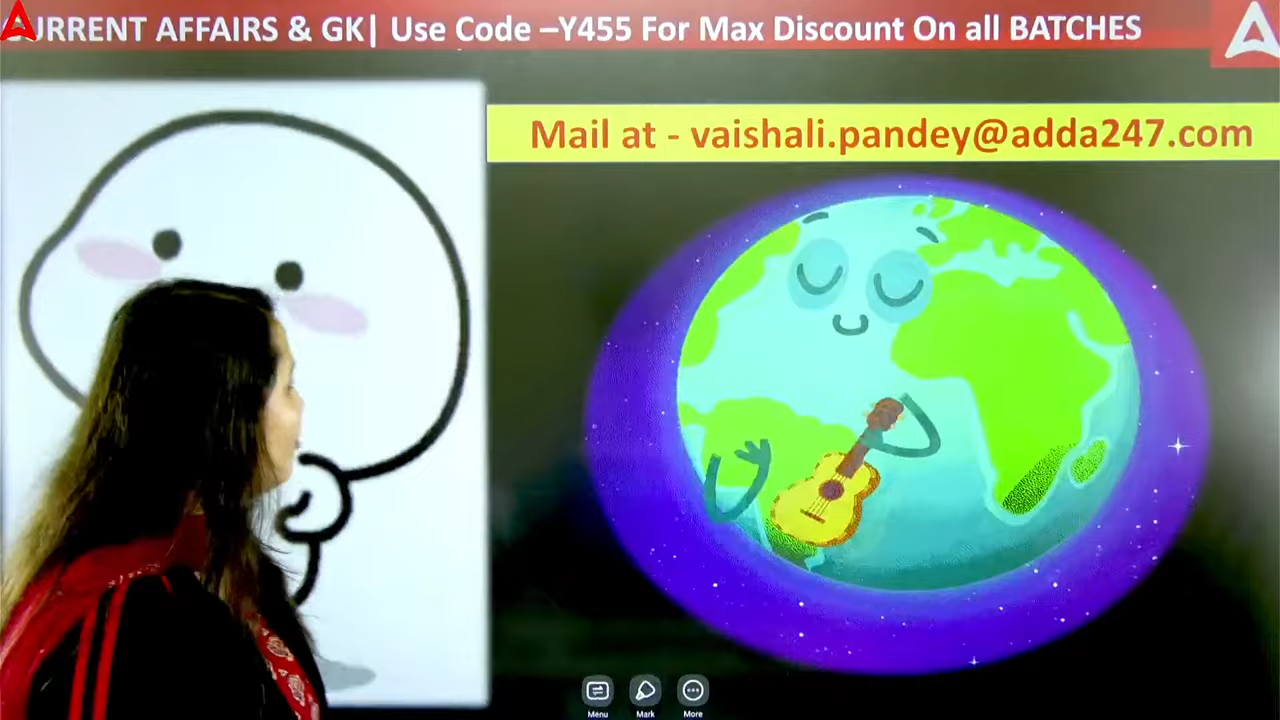 CURRENT AFFAIRS & GK| Use Code –Y455 For Max Discount On all BATCHES
Mail at - vaishali.pandey@adda247.com
Menu
Mark
More